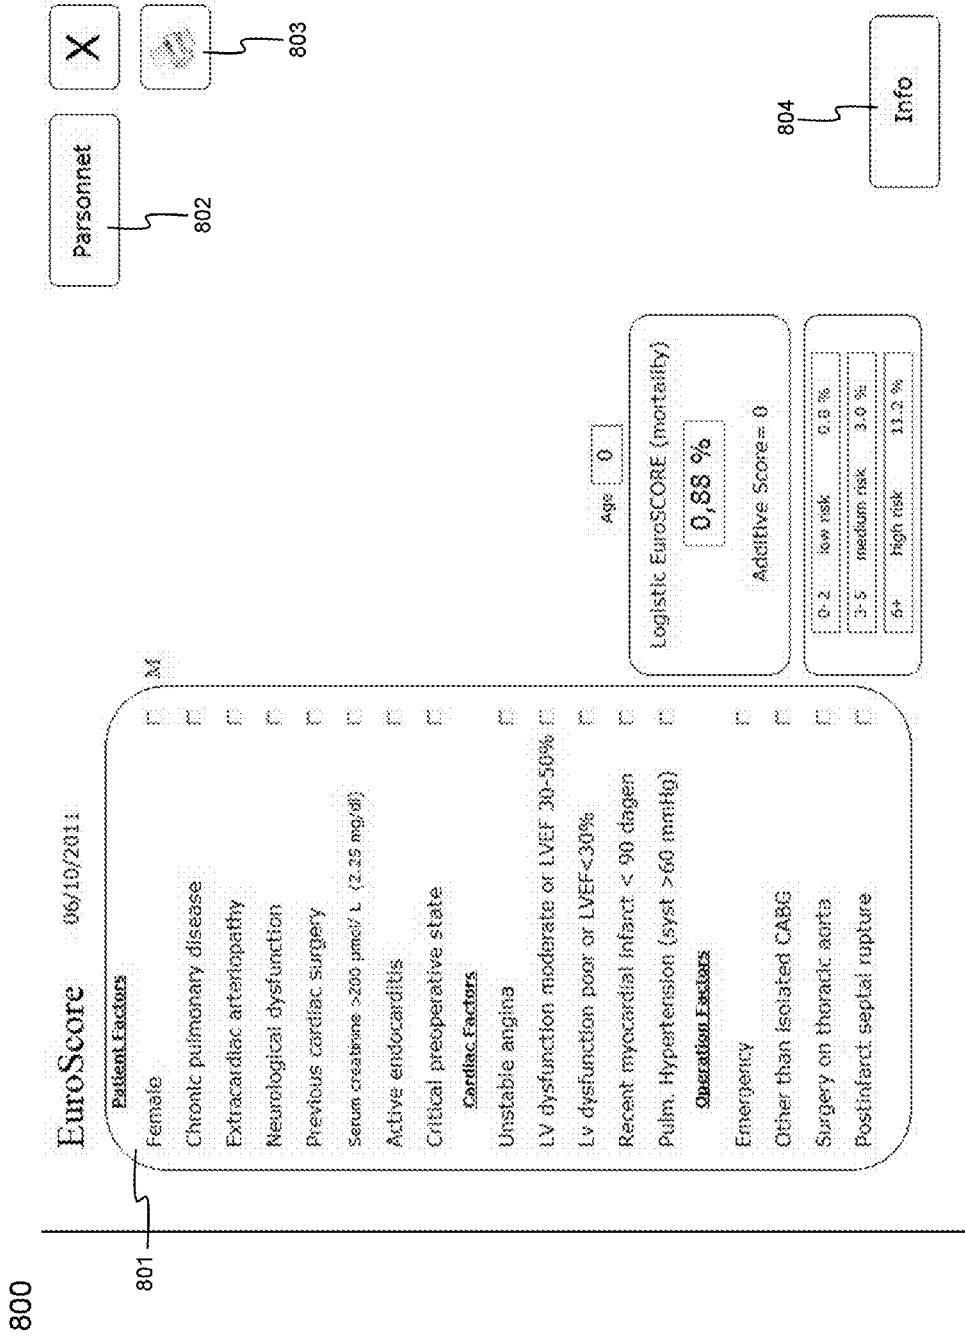 800
EuroScore 06/10/2011
Parsonnet
X
802
803
801
Patient Factors
Female M
Chronic pulmonary disease
Extracardiac arteriopathy
Neurological dysfunction
Previous cardiac surgery
Serum creatinine >200 µmol/ L (2.25 mg/dl)
Active endocarditis
Critical preoperative state
Cardiac Factors
Unstable angina
LV dysfunction moderate or LVEF 30-50%
Lv dysfunction poor or LVEF<30%
Recent myocardial infarct < 90 dagen
Pulm. Hypertension (syst >60 mmHg)
Operation Factors
Emergency
Other than isolated CABG
Surgery on thoracic aorta
Postinfarct septal rupture
Age 0
Logistic EuroSCORE (mortality)
0,88 %
Additive Score= 0
0-2 low risk 0.8 %
3-5 medium risk 3.0 %
6+ high risk 11.2 %
804
Info